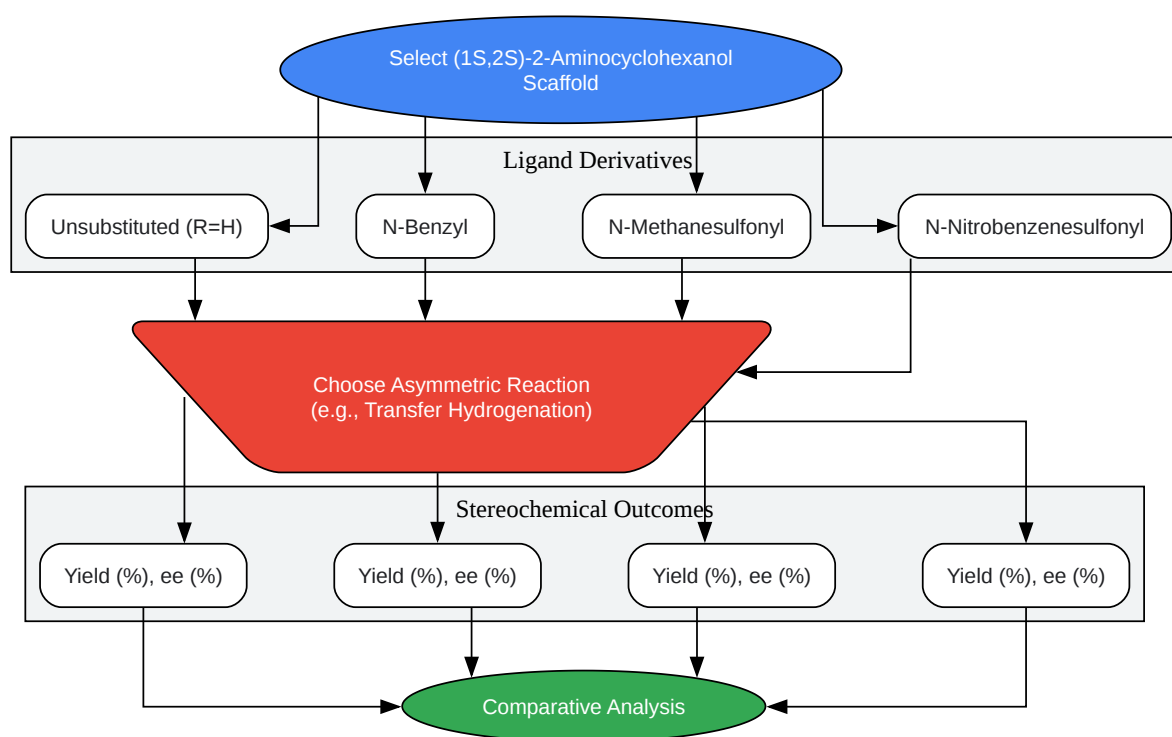 Select (1S,2S)-2-Aminocyclohexanol
Scaffold
Ligand Derivatives
Unsubstituted (R=H)
N-Benzyl
N-Methanesulfonyl
N-Nitrobenzenesulfonyl
Choose Asymmetric Reaction
(e.g., Transfer Hydrogenation)
Stereochemical Outcomes
Yield (%), ee (%)
Yield (%), ee (%)
Yield (%), ee (%)
Yield (%), ee (%)
Comparative Analysis